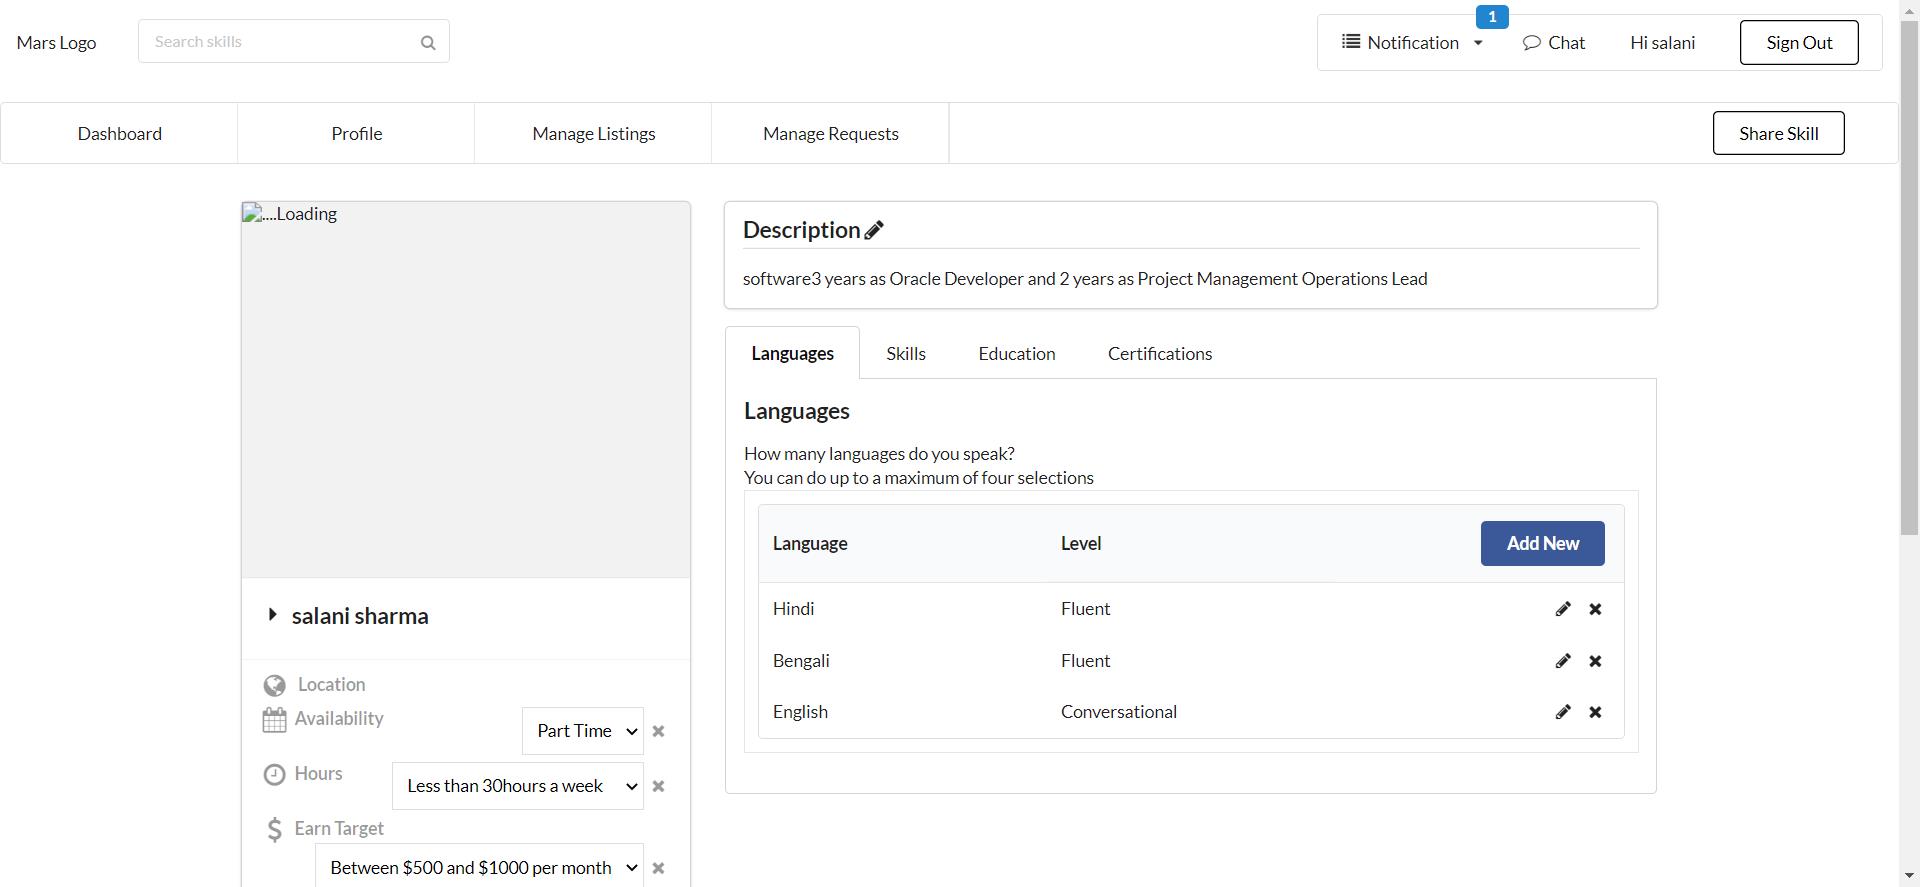 Mars Logo
Search skills
Notification
1
Chat
Hi salani
Sign Out
Dashboard
Profile
Manage Listings
Manage Requests
Share Skill
....Loading
salani sharma
Location
Availability
Part Time
Hours
Less than 30hours a week
Earn Target
Between $500 and $1000 per month
Description
software3 years as Oracle Developer and 2 years as Project Management Operations Lead
Languages Skills Education Certifications
Languages
How many languages do you speak?
You can do up to a maximum of four selections
Language Level Add New
Hindi Fluent
Bengali Fluent
English Conversational